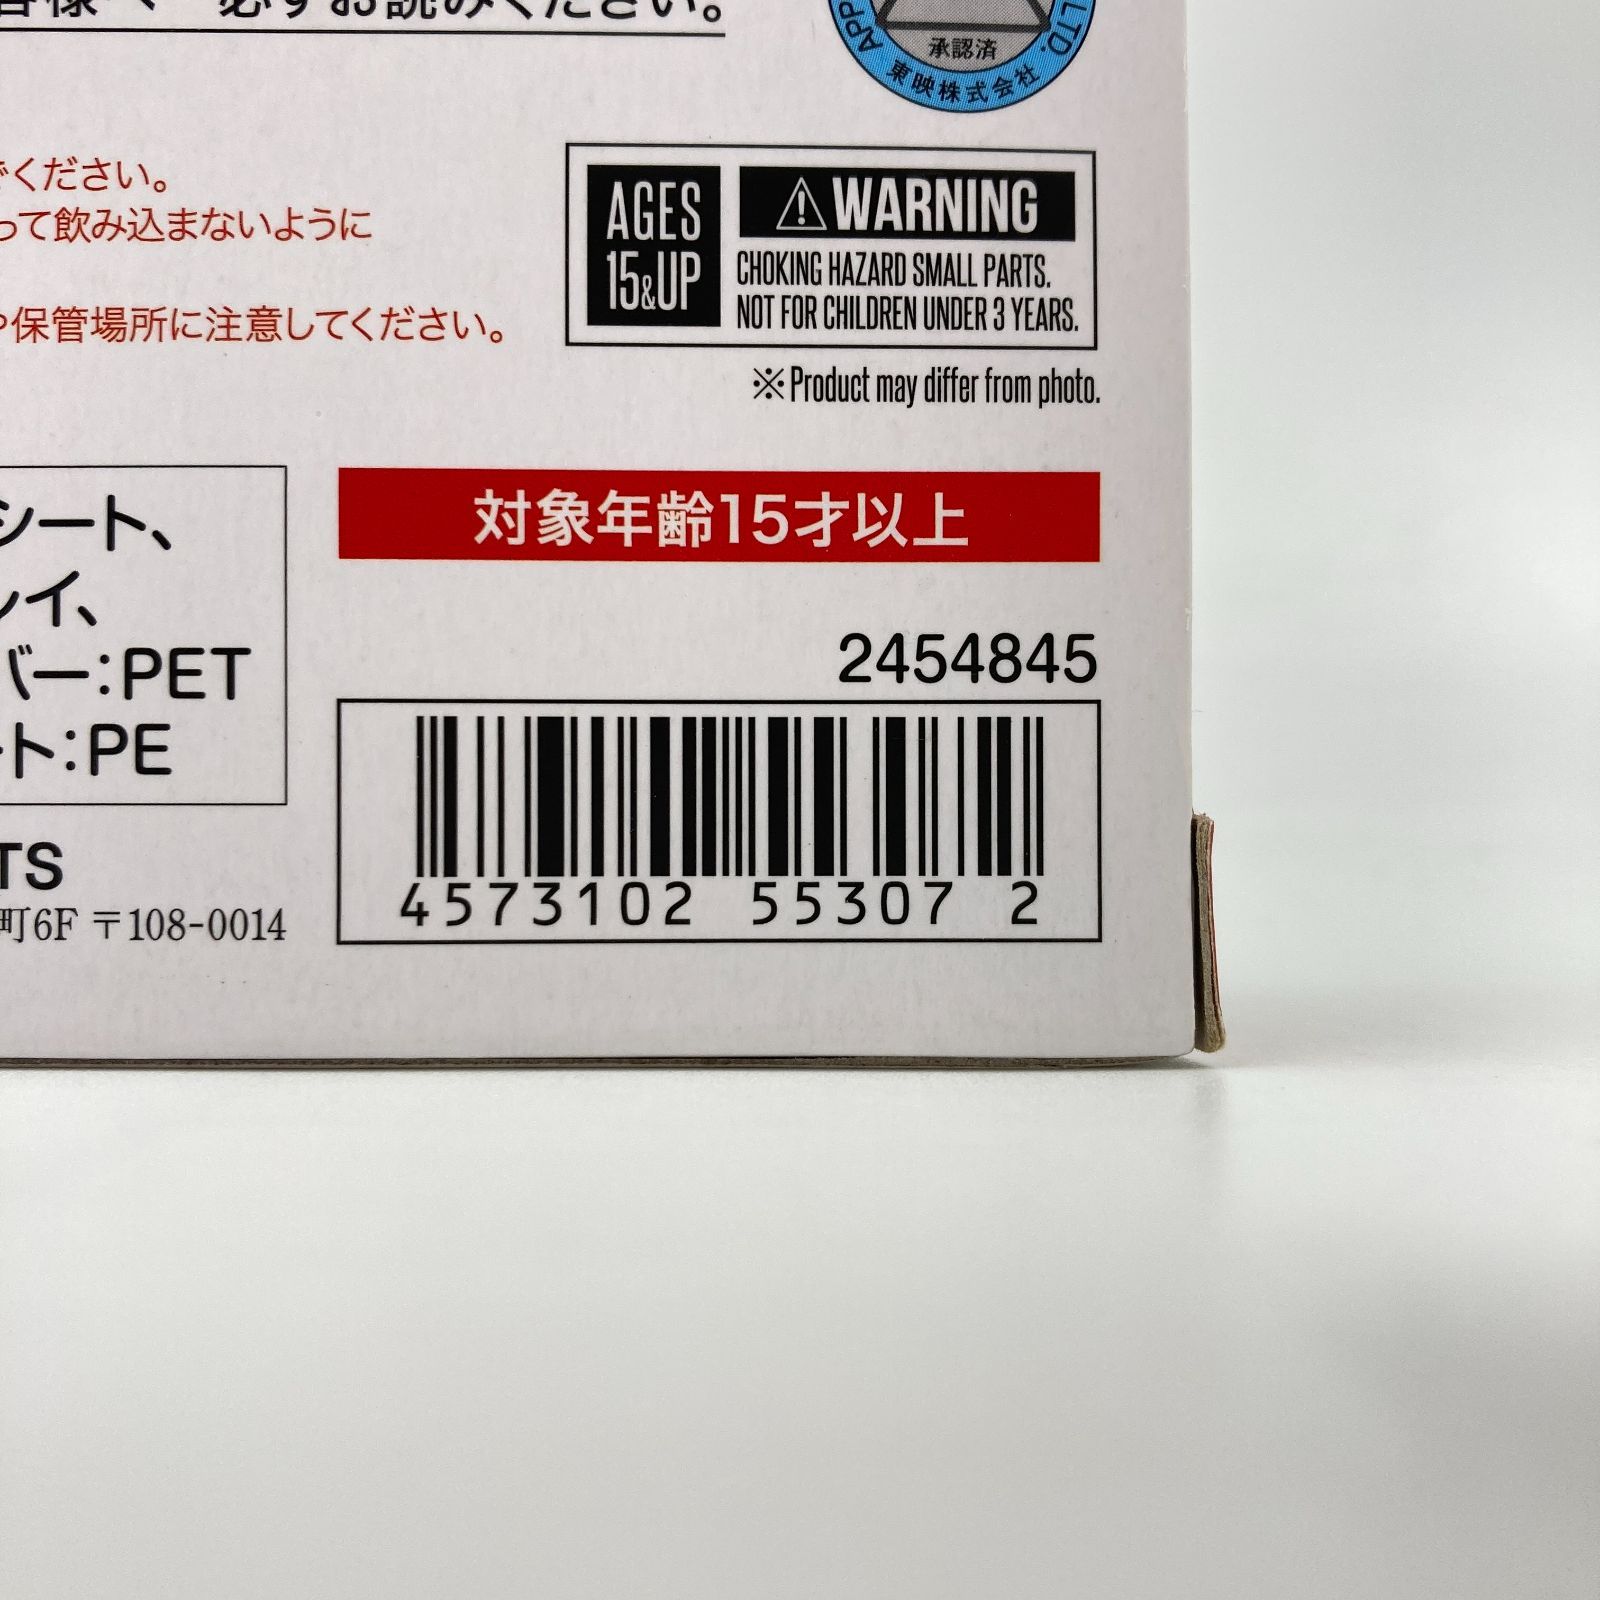 必ずお読みください。
承認済
東映株式会社
LTD.
ください。
って飲み込まないように
や保管場所に注意してください。
AGES
15&UP
⚠WARNING
CHOKING HAZARD SMALL PARTS.
NOT FOR CHILDREN UNDER 3 YEARS.
※Product may differ from photo.
シート、
レイ、
バー:PET
ート:PE
対象年齢15才以上
2454845
4573102 55307 2
TS
町6F 〒108-0014